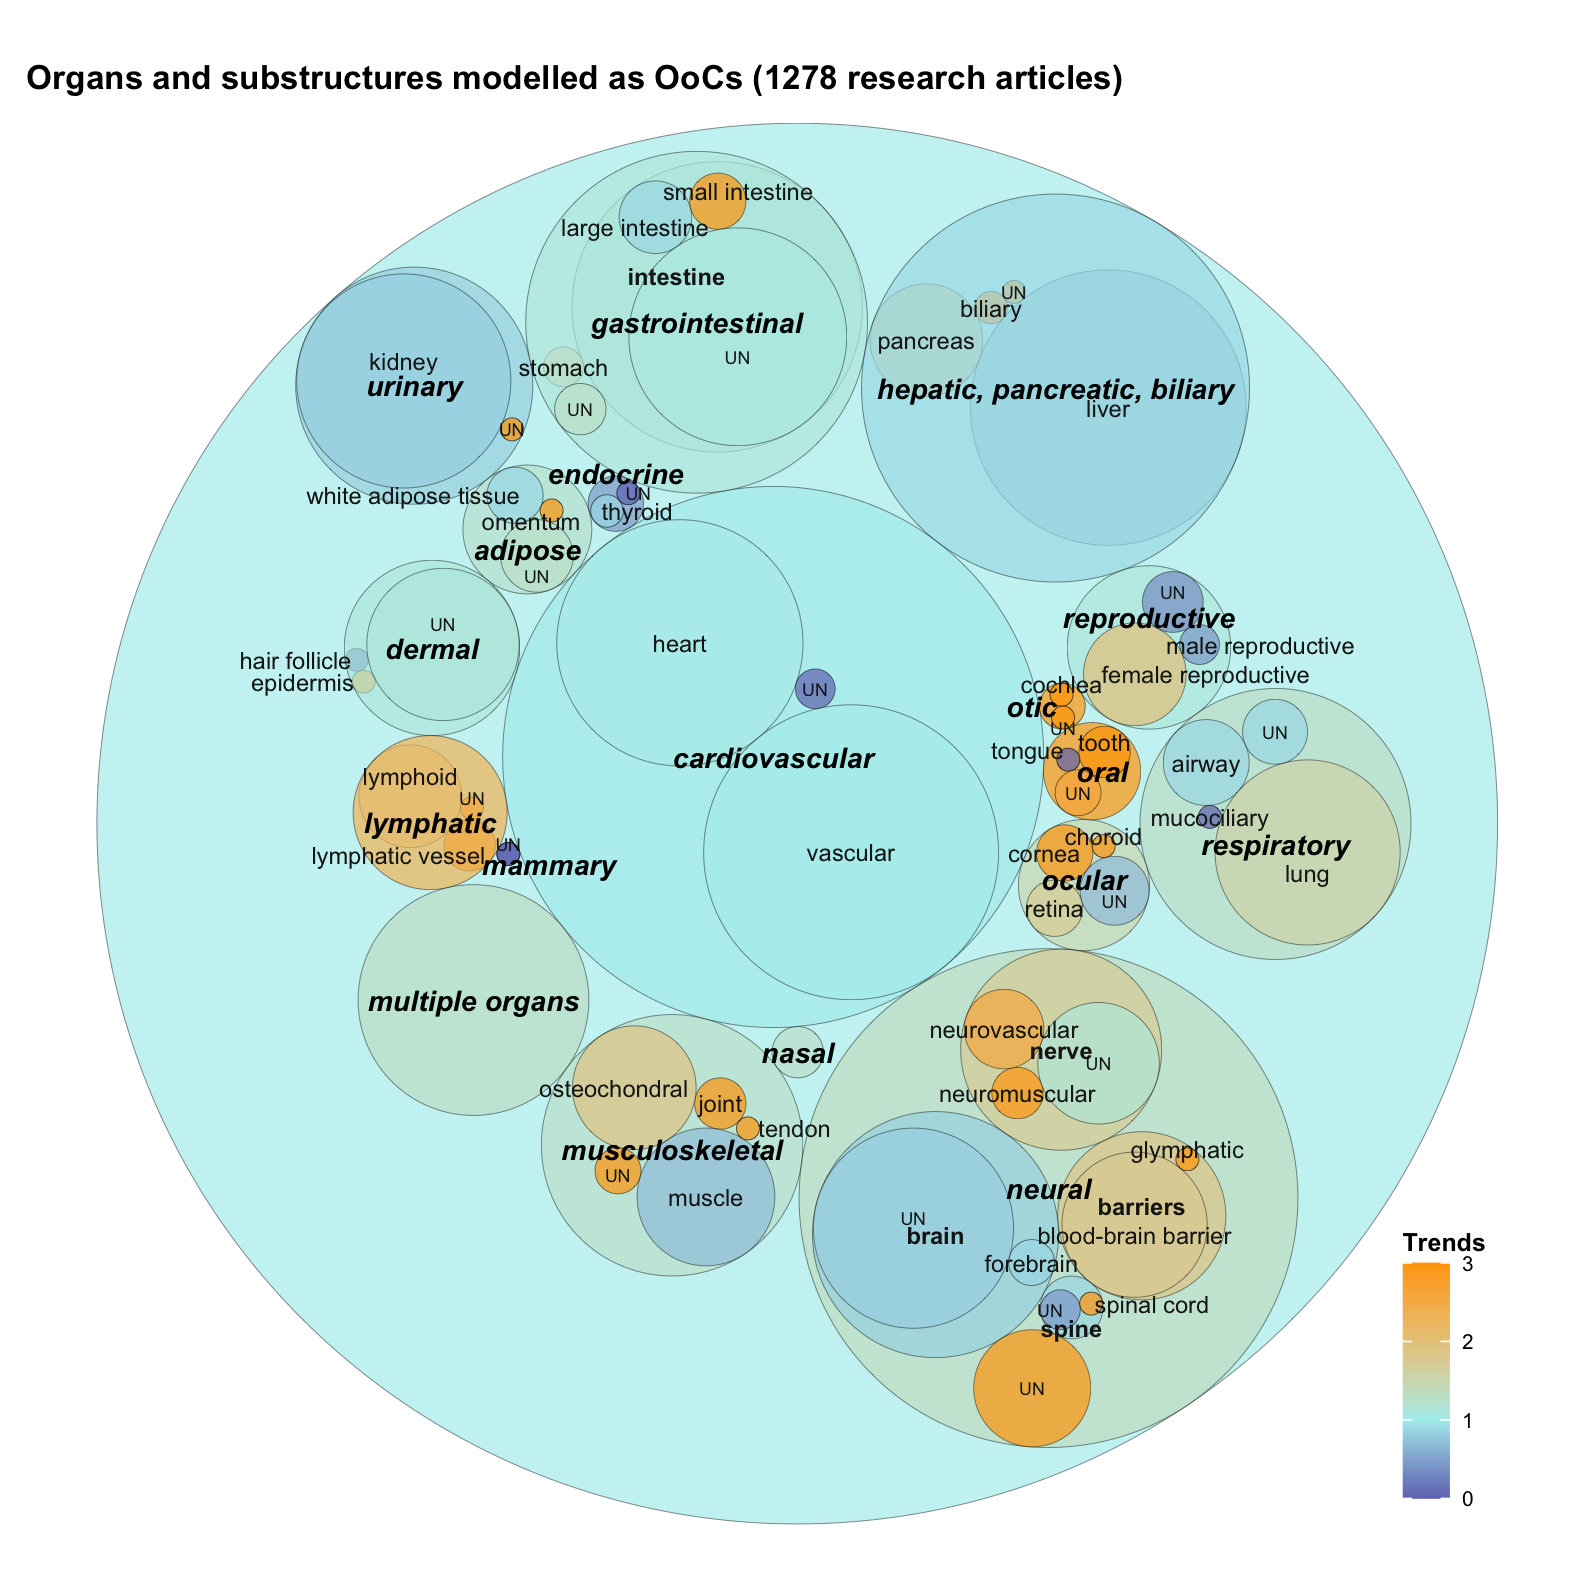 Organs and substructures modelled as OoCs (1278 research articles)
small intestine
large intestine
intestine
gastrointestinal
UN
stomach
UN
UN
biliary
pancreas
hepatic, pancreatic, biliary
liver
kidney
urinary
UN
endocrine
UN
thyroid
white adipose tissue
omentum
adipose
UN
UN
dermal
hair follicle
epidermis
heart
UN
cardiovascular
vascular
UN
reproductive
male reproductive
female reproductive
cochlea
otic
UN
tongue
tooth
oral
UN
UN
airway
mucociliary
respiratory
lung
choroid
cornea
ocular
UN
retina
lymphoid
UN
lymphatic
lymphatic vessel
UN
mammary
multiple organs
nasal
osteochondral
joint
tendon
musculoskeletal
UN
muscle
neurovascular
nerve
UN
neuromuscular
glymphatic
neural
barriers
blood-brain barrier
UN
brain
forebrain
UN
spinal cord
spine
UN
Trends
3
2
1
0